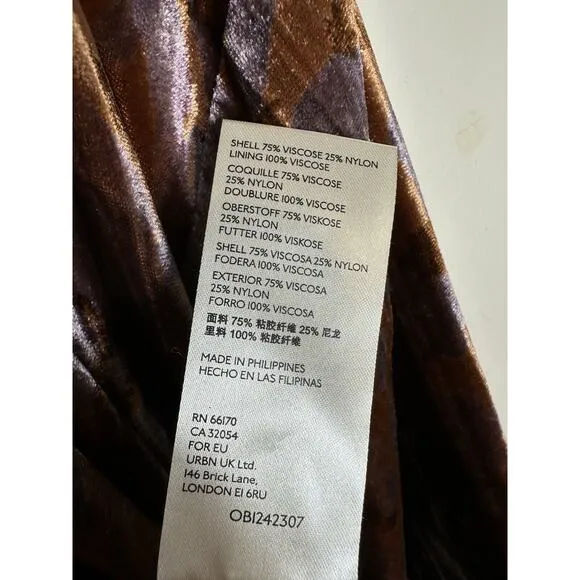 SHELL 75% VISCOSE 25% NYLON
LINING 100% VISCOSE
COQUILLE 75% VISCOSE
25% NYLON
DOUBLURE 100% VISCOSE
OBERSTOFF 75% VISKOSE
25% NYLON
FUTTER 100% VISKOSE
SHELL 75% VISCOSA 25% NYLON
FODERA 100% VISCOSA
EXTERIOR 75% VISCOSA
25% NYLON
FORRO 100% VISCOSA
面料 75% 粘胶纤维 25% 尼龙
里料 100% 粘胶纤维
MADE IN PHILIPPINES
HECHO EN LAS FILIPINAS
RN 66170
CA 32054
FOR EU
URBN UK Ltd.
146 Brick Lane,
LONDON E1 6RU
OB1242307